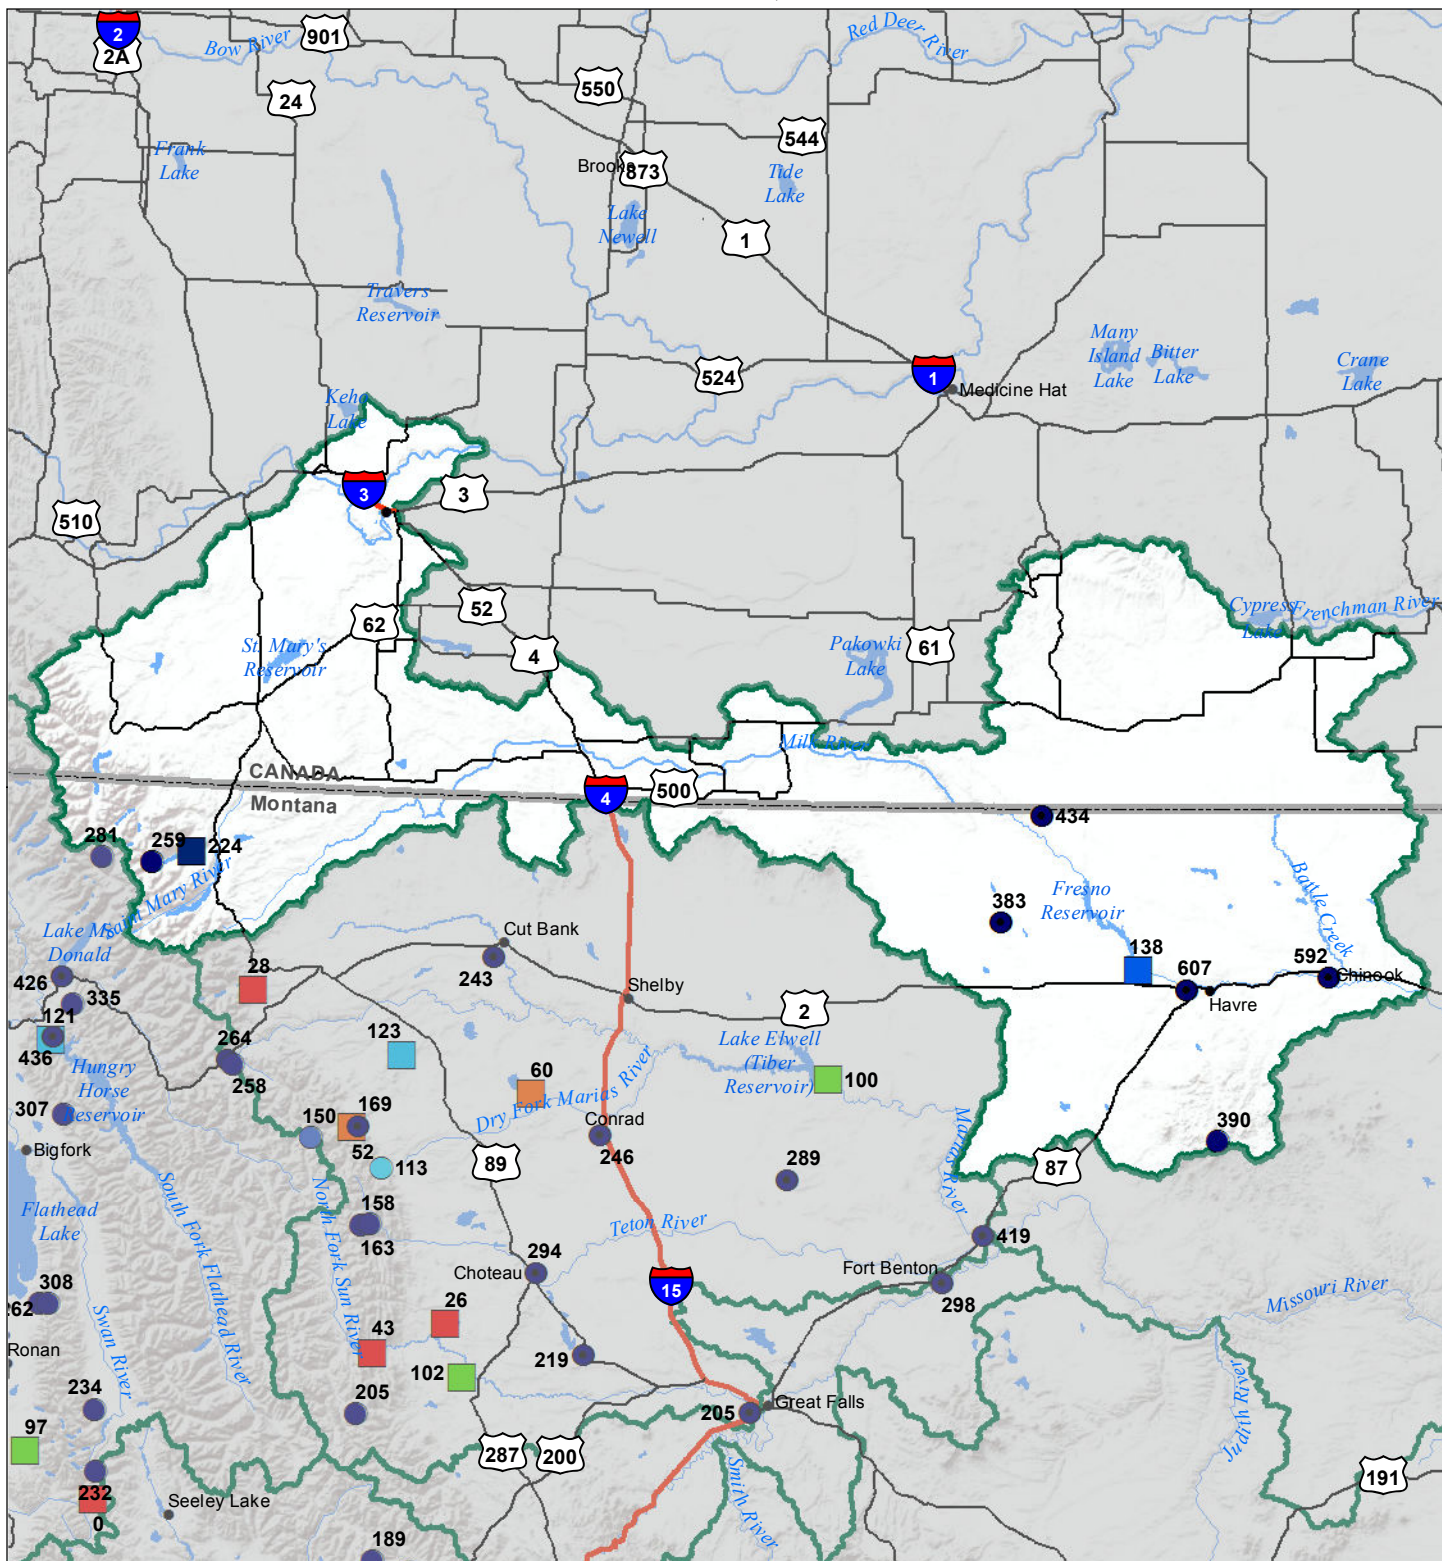 2
2A
Bow River
901
Red Deer River
24
550
544
Frank
Lake
Brooks
873
Tide
Lake
Lake
Newell
1
Travers
Reservoir
Many
Island
Lake
Bitter
Lake
Crane
Lake
524
1
Medicine Hat
Keho
Lake
3
3
510
52
62
Cypress
Lake
Frenchman River
St. Mary's
Reservoir
4
Pakowki
Lake
61
Milk River
CANADA
Montana
4
500
434
281
259
224
Saint Mary River
Battle Creek
383
Fresno
Reservoir
Lake Mc
Donald
Cut Bank
138
28
243
592
Chinook
426
335
Shelby
607
Havre
2
121
436
264
123
Lake Elwell
(Tiber
Reservoir)
Hungry
Horse
Reservoir
258
60
100
Dry Fork Marias River
307
150
169
Conrad
Marias River
390
Bigfork
52
89
246
87
113
289
South Fork Flathead River
North Fork Sun River
158
Flathead
Lake
163
Teton River
419
294
Choteau
Fort Benton
15
298
Missouri River
308
262
Swan River
26
43
Ronan
219
102
Judith River
234
205
205
Great Falls
97
287
200
Smith River
191
232
Seeley Lake
0
189